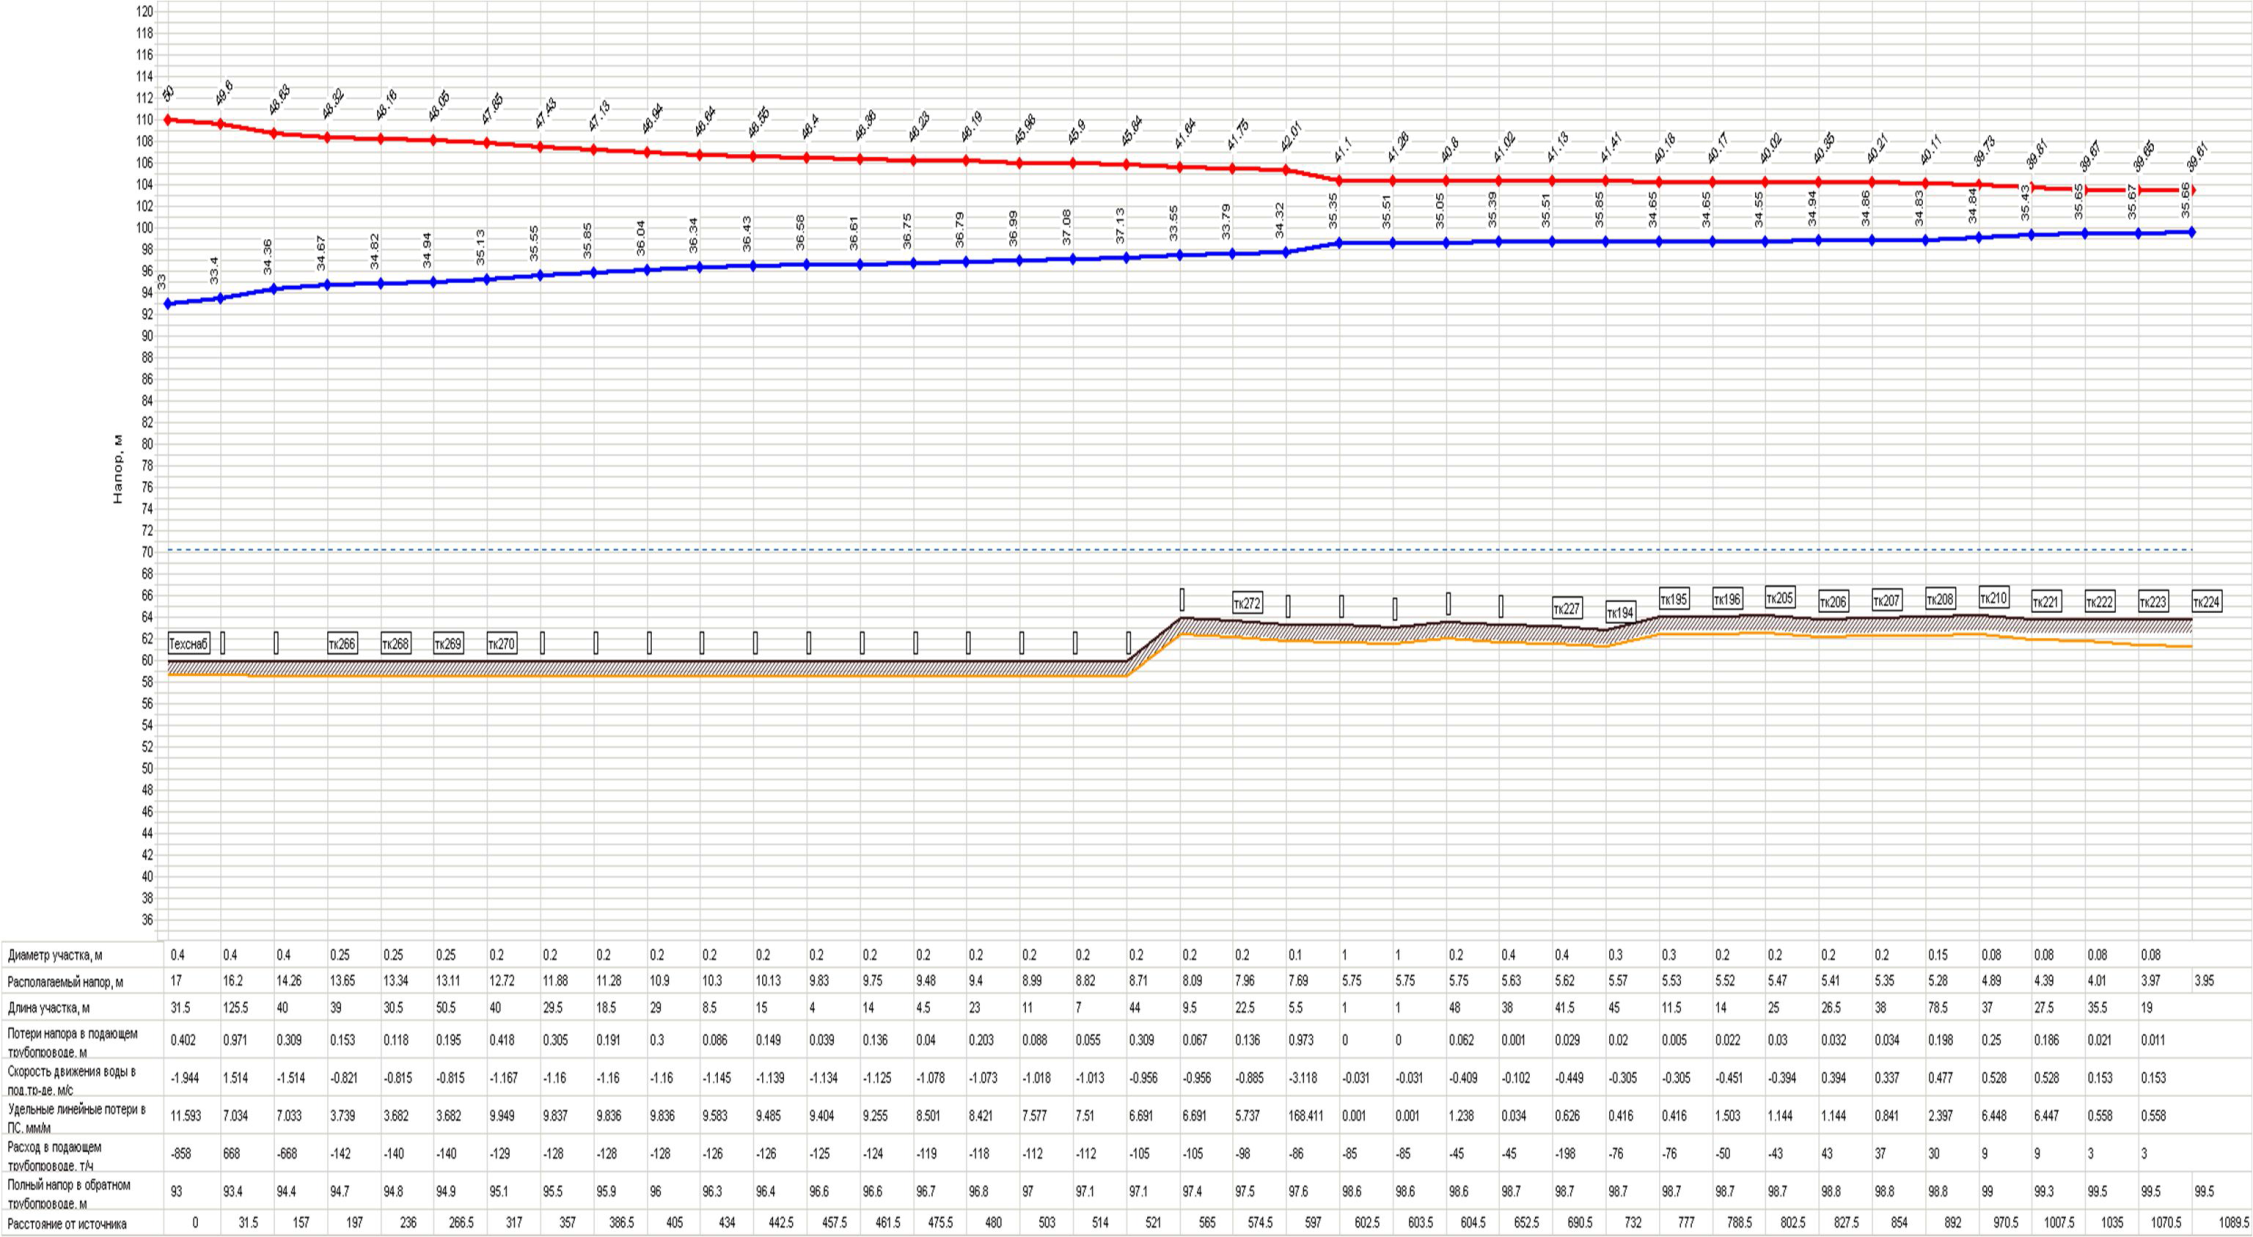 120
118
116
114
112
110
108
106
104
102
100
98
96
94
92
90
88
86
84
82
80
78
76
74
72
70
68
66
64
62
60
58
56
54
52
50
48
46
44
42
40
38
36
Напор, м
50 49.6 48.63 48.32 48.16 48.05 47.85 47.43 47.13 46.94 46.64 46.55 46.4 46.36 46.23 46.19 45.98 45.9 45.84 41.64 41.75 42.01 41.1 41.26 40.8 41.02 41.13 41.41 40.18 40.17 40.02 40.35 40.21 40.11 39.73 39.81 39.67 39.65 39.61
33 33.4 34.36 34.67 34.82 34.94 35.13 35.55 35.85 36.04 36.34 36.43 36.58 36.61 36.75 36.79 36.99 37.08 37.13 33.55 33.79 34.32 35.35 35.51 35.05 35.39 35.51 35.85 34.65 34.65 34.55 34.94 34.86 34.83 34.84 35.43 35.65 35.67 35.66
Техснаб тк266 тк268 тк269 тк270 тк272 тк227 тк194 тк195 тк196 тк205 тк206 тк207 тк208 тк210 тк221 тк222 тк223 тк224
Диаметр участка, м 0.4 0.4 0.4 0.25 0.25 0.25 0.2 0.2 0.2 0.2 0.2 0.2 0.2 0.2 0.2 0.2 0.2 0.2 0.2 0.2 0.2 0.1 1 1 0.2 0.4 0.4 0.3 0.3 0.2 0.2 0.2 0.2 0.15 0.08 0.08 0.08 0.08
Располагаемый напор, м 17 16.2 14.26 13.65 13.34 13.11 12.72 11.88 11.28 10.9 10.3 10.13 9.83 9.75 9.48 9.4 8.99 8.82 8.71 8.09 7.96 7.69 5.75 5.75 5.75 5.63 5.62 5.57 5.53 5.52 5.47 5.41 5.35 5.28 4.89 4.39 4.01 3.97 3.95
Длина участка, м 31.5 125.5 40 39 30.5 50.5 40 29.5 18.5 29 8.5 15 4 14 4.5 23 11 7 44 9.5 22.5 5.5 1 1 48 38 41.5 45 11.5 14 25 26.5 38 78.5 37 27.5 35.5 19
Потери напора в подающем
трубопроводе, м 0.402 0.971 0.309 0.153 0.118 0.195 0.418 0.305 0.191 0.3 0.086 0.149 0.039 0.136 0.04 0.203 0.088 0.055 0.309 0.067 0.136 0.973 0 0 0.062 0.001 0.029 0.02 0.005 0.022 0.03 0.032 0.034 0.198 0.25 0.186 0.021 0.011
Скорость движения воды в
под.тр-де, м/с -1.944 1.514 -1.514 -0.821 -0.815 -0.815 -1.167 -1.16 -1.16 -1.16 -1.145 -1.139 -1.134 -1.125 -1.078 -1.073 -1.018 -1.013 -0.956 -0.956 -0.885 -3.118 -0.031 -0.031 -0.409 -0.102 -0.449 -0.305 -0.305 -0.451 -0.394 0.394 0.337 0.477 0.528 0.528 0.153 0.153
Удельные линейные потери в
ПС, мм/м 11.593 7.034 7.033 3.739 3.682 3.682 9.949 9.837 9.836 9.836 9.583 9.485 9.404 9.255 8.501 8.421 7.577 7.51 6.691 6.691 5.737 168.411 0.001 0.001 1.238 0.034 0.626 0.416 0.416 1.503 1.144 1.144 0.841 2.397 6.448 6.447 0.558 0.558
Расход в подающем
трубопроводе, т/ч -858 668 -668 -142 -140 -140 -129 -128 -128 -128 -126 -126 -125 -124 -119 -118 -112 -112 -105 -105 -98 -86 -85 -85 -45 -45 -198 -76 -76 -50 -43 43 37 30 9 9 3 3
Полный напор в обратном
трубопроводе, м 93 93.4 94.4 94.7 94.8 94.9 95.1 95.5 95.9 96 96.3 96.4 96.6 96.6 96.7 96.8 97 97.1 97.1 97.4 97.5 97.6 98.6 98.6 98.6 98.7 98.7 98.7 98.7 98.7 98.7 98.8 98.8 98.8 99 99.3 99.5 99.5 99.5
Расстояние от источника 0 31.5 157 197 236 266.5 317 357 386.5 405 434 442.5 457.5 461.5 475.5 480 503 514 521 565 574.5 597 602.5 603.5 604.5 652.5 690.5 732 777 788.5 802.5 827.5 854 892 970.5 1007.5 1035 1070.5 1089.5